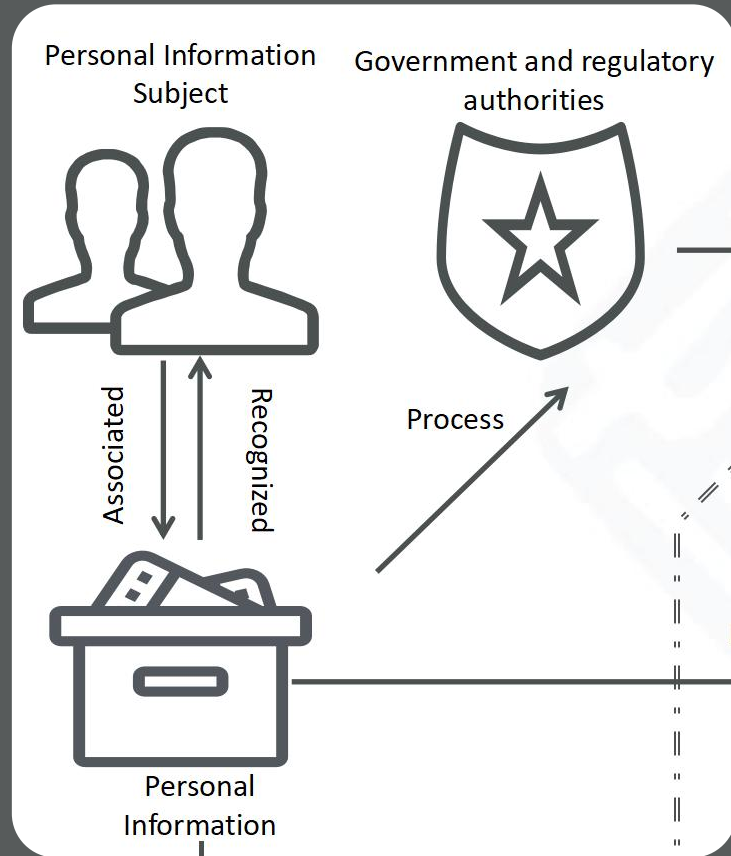 Personal Information
Subject
Government and regulatory
authorities
Associated
Recognized
Process
Personal
Information